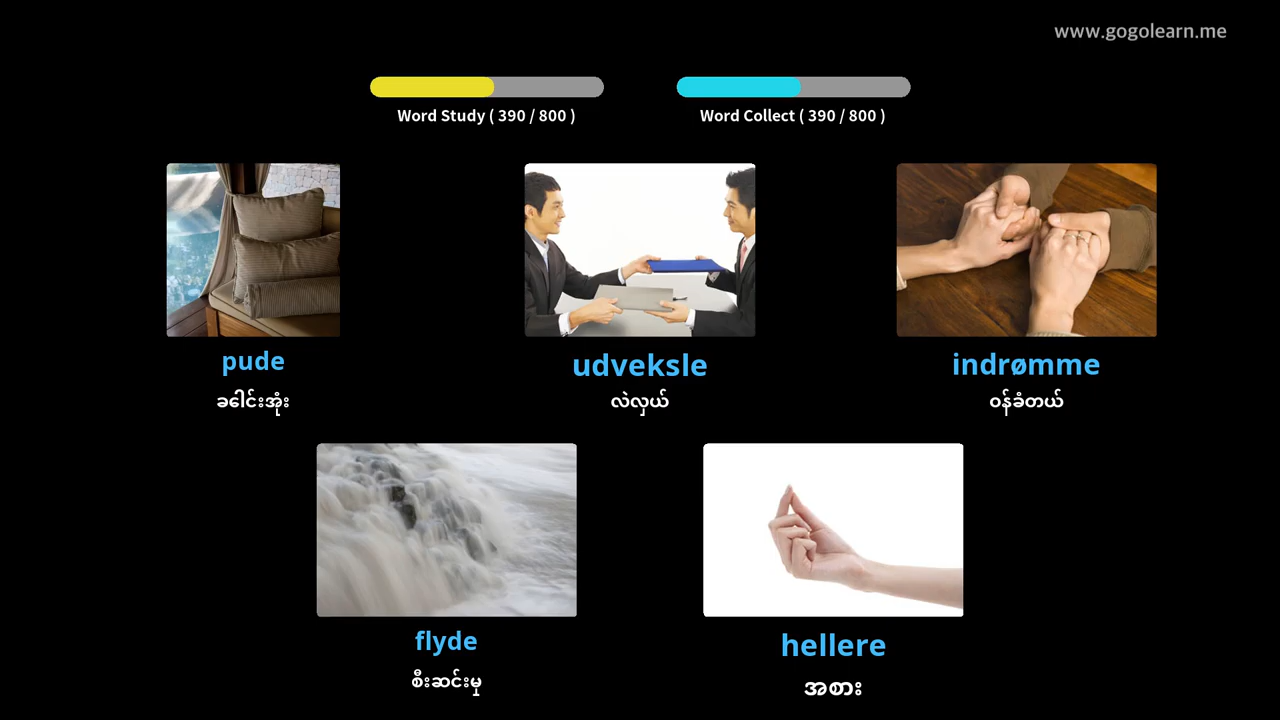 www.gogolearn.me
Word Study ( 390 / 800 )
Word Collect ( 390 / 800 )
pude
ခေါင်းအုံး
udveksle
လဲလှယ်
indrømme
ဝန်ခံတယ်
flyde
စီးဆင်းမှု
hellere
အစား